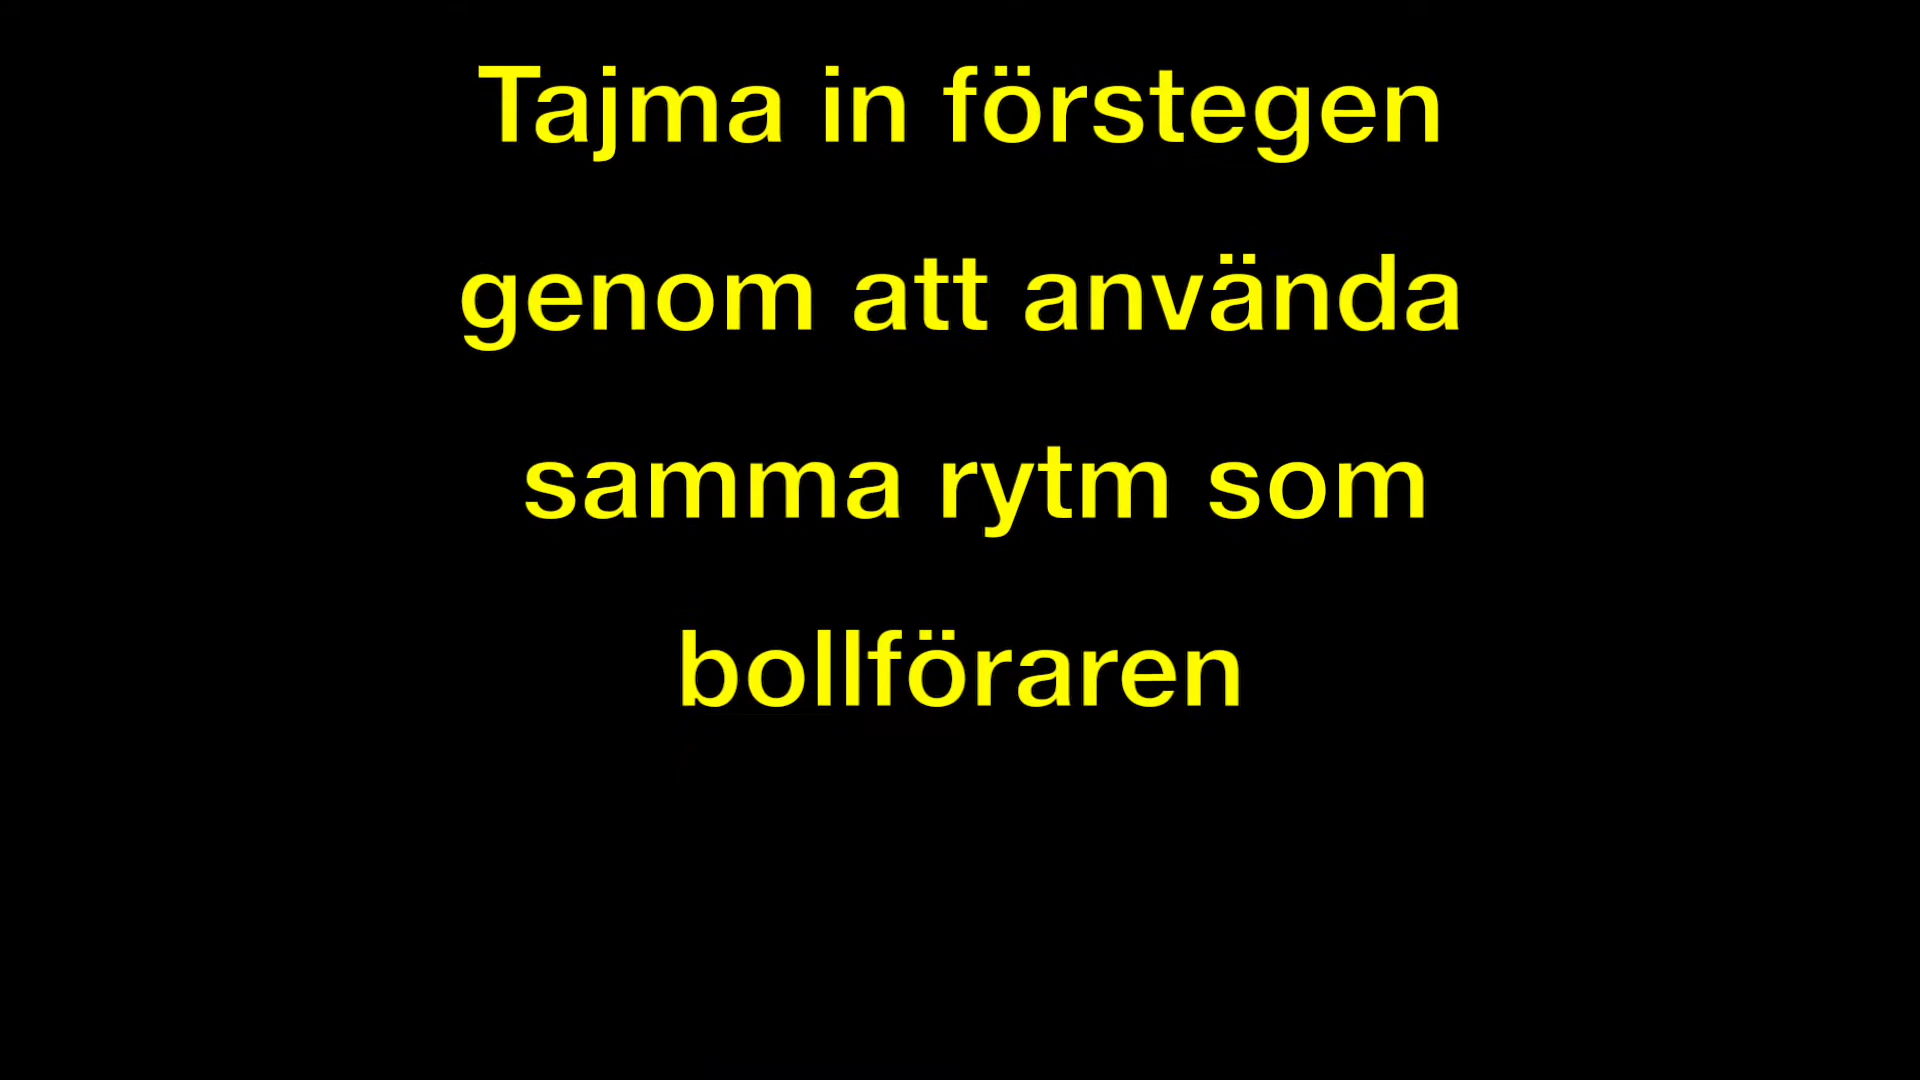 Tajma in förstegen
genom att använda
samma rytm som
bollföraren